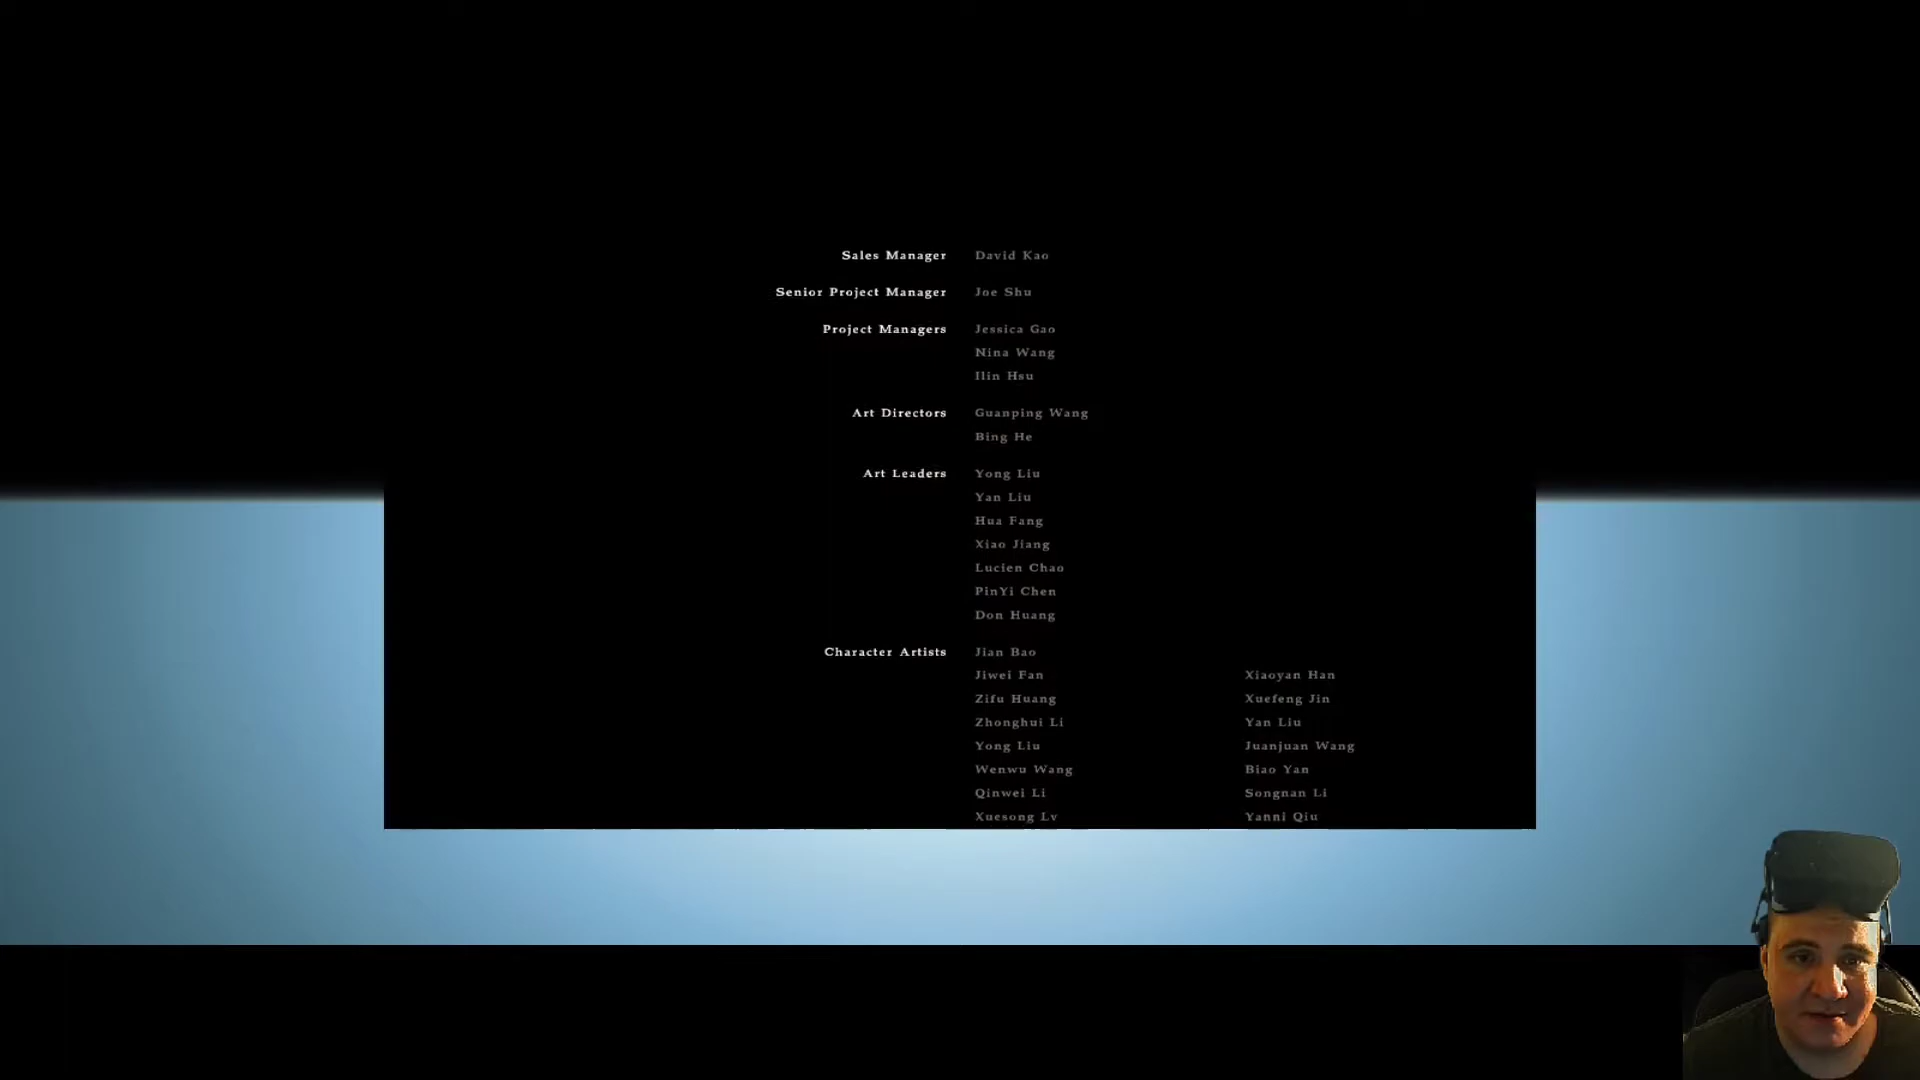 Sales Manager David Kao
Senior Project Manager Joe Shu
Project Managers Jessica Gao
Nina Wang
Ilin Hsu
Art Directors Guanping Wang
Bing He
Art Leaders Yong Liu
Yan Liu
Hua Fang
Xiao Jiang
Lucien Chao
PinYi Chen
Don Huang
Character Artists Jian Bao
Jiwei Fan Xiaoyan Han
Zifu Huang Xuefeng Jin
Zhonghui Li Yan Liu
Yong Liu Juanjuan Wang
Wenwu Wang Biao Yan
Qinwei Li Songnan Li
Xuesong Lv Yanni Qiu